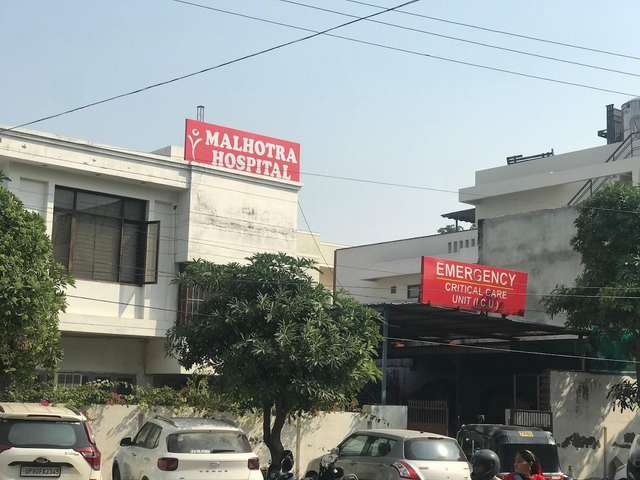 MALHOTRA
HOSPITAL
EMERGENCY
CRITICAL CARE
UNIT (I.C.U.)